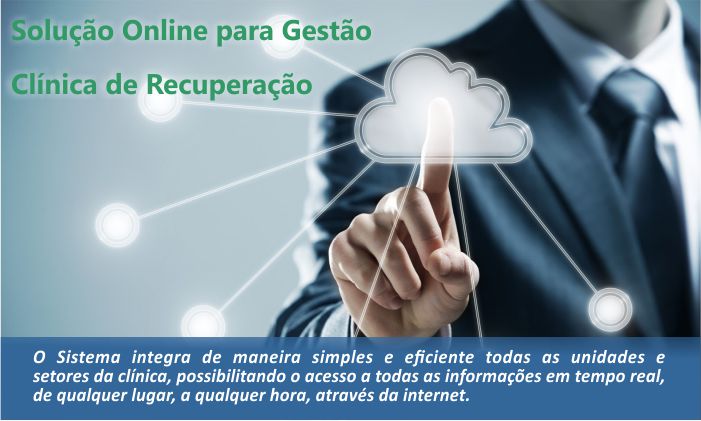 Solução Online para Gestão
Clínica de Recuperação
O Sistema integra de maneira simples e eficiente todas as unidades e
setores da clínica, possibilitando o acesso a todas as informações em tempo real,
de qualquer lugar, a qualquer hora, através da internet.